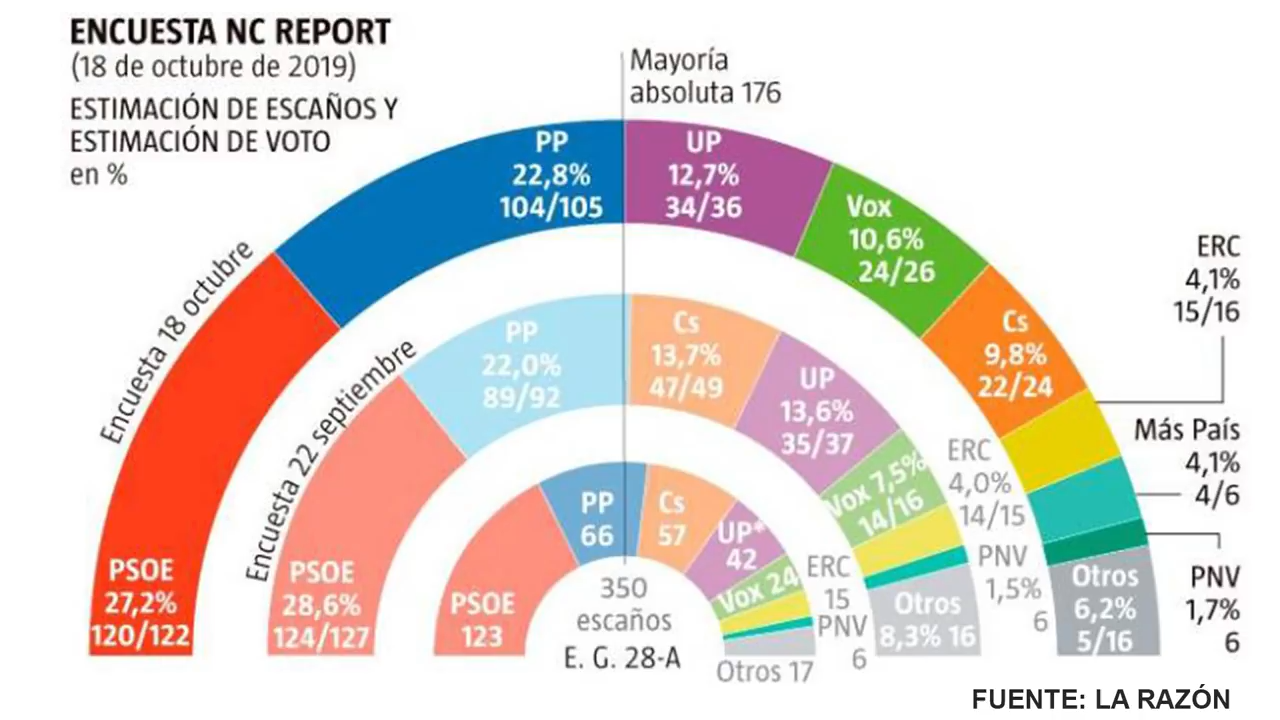 ENCUESTA NC REPORT
(18 de octubre de 2019)
ESTIMACIÓN DE ESCAÑOS Y
ESTIMACIÓN DE VOTO
en %
Mayoría
absoluta 176
Encuesta 18 octubre
PSOE
27,2%
120/122
PP
22,8%
104/105
UP
12,7%
34/36
Vox
10,6%
24/26
Cs
9,8%
22/24
ERC
4,1%
15/16
Más País
4,1%
4/6
PNV
1,7%
6
Otros
6,2%
5/16
Encuesta 22 septiembre
PSOE
28,6%
124/127
PP
22,0%
89/92
Cs
13,7%
47/49
UP
13,6%
35/37
Vox 7,5%
14/16
ERC
4,0%
14/15
PNV
1,5%
6
Otros
8,3% 16
PSOE
123
PP
66
Cs
57
UP*
42
Vox 24
ERC
15
PNV
6
Otros 17
350
escaños
E. G. 28-A
FUENTE: LA RAZÓN